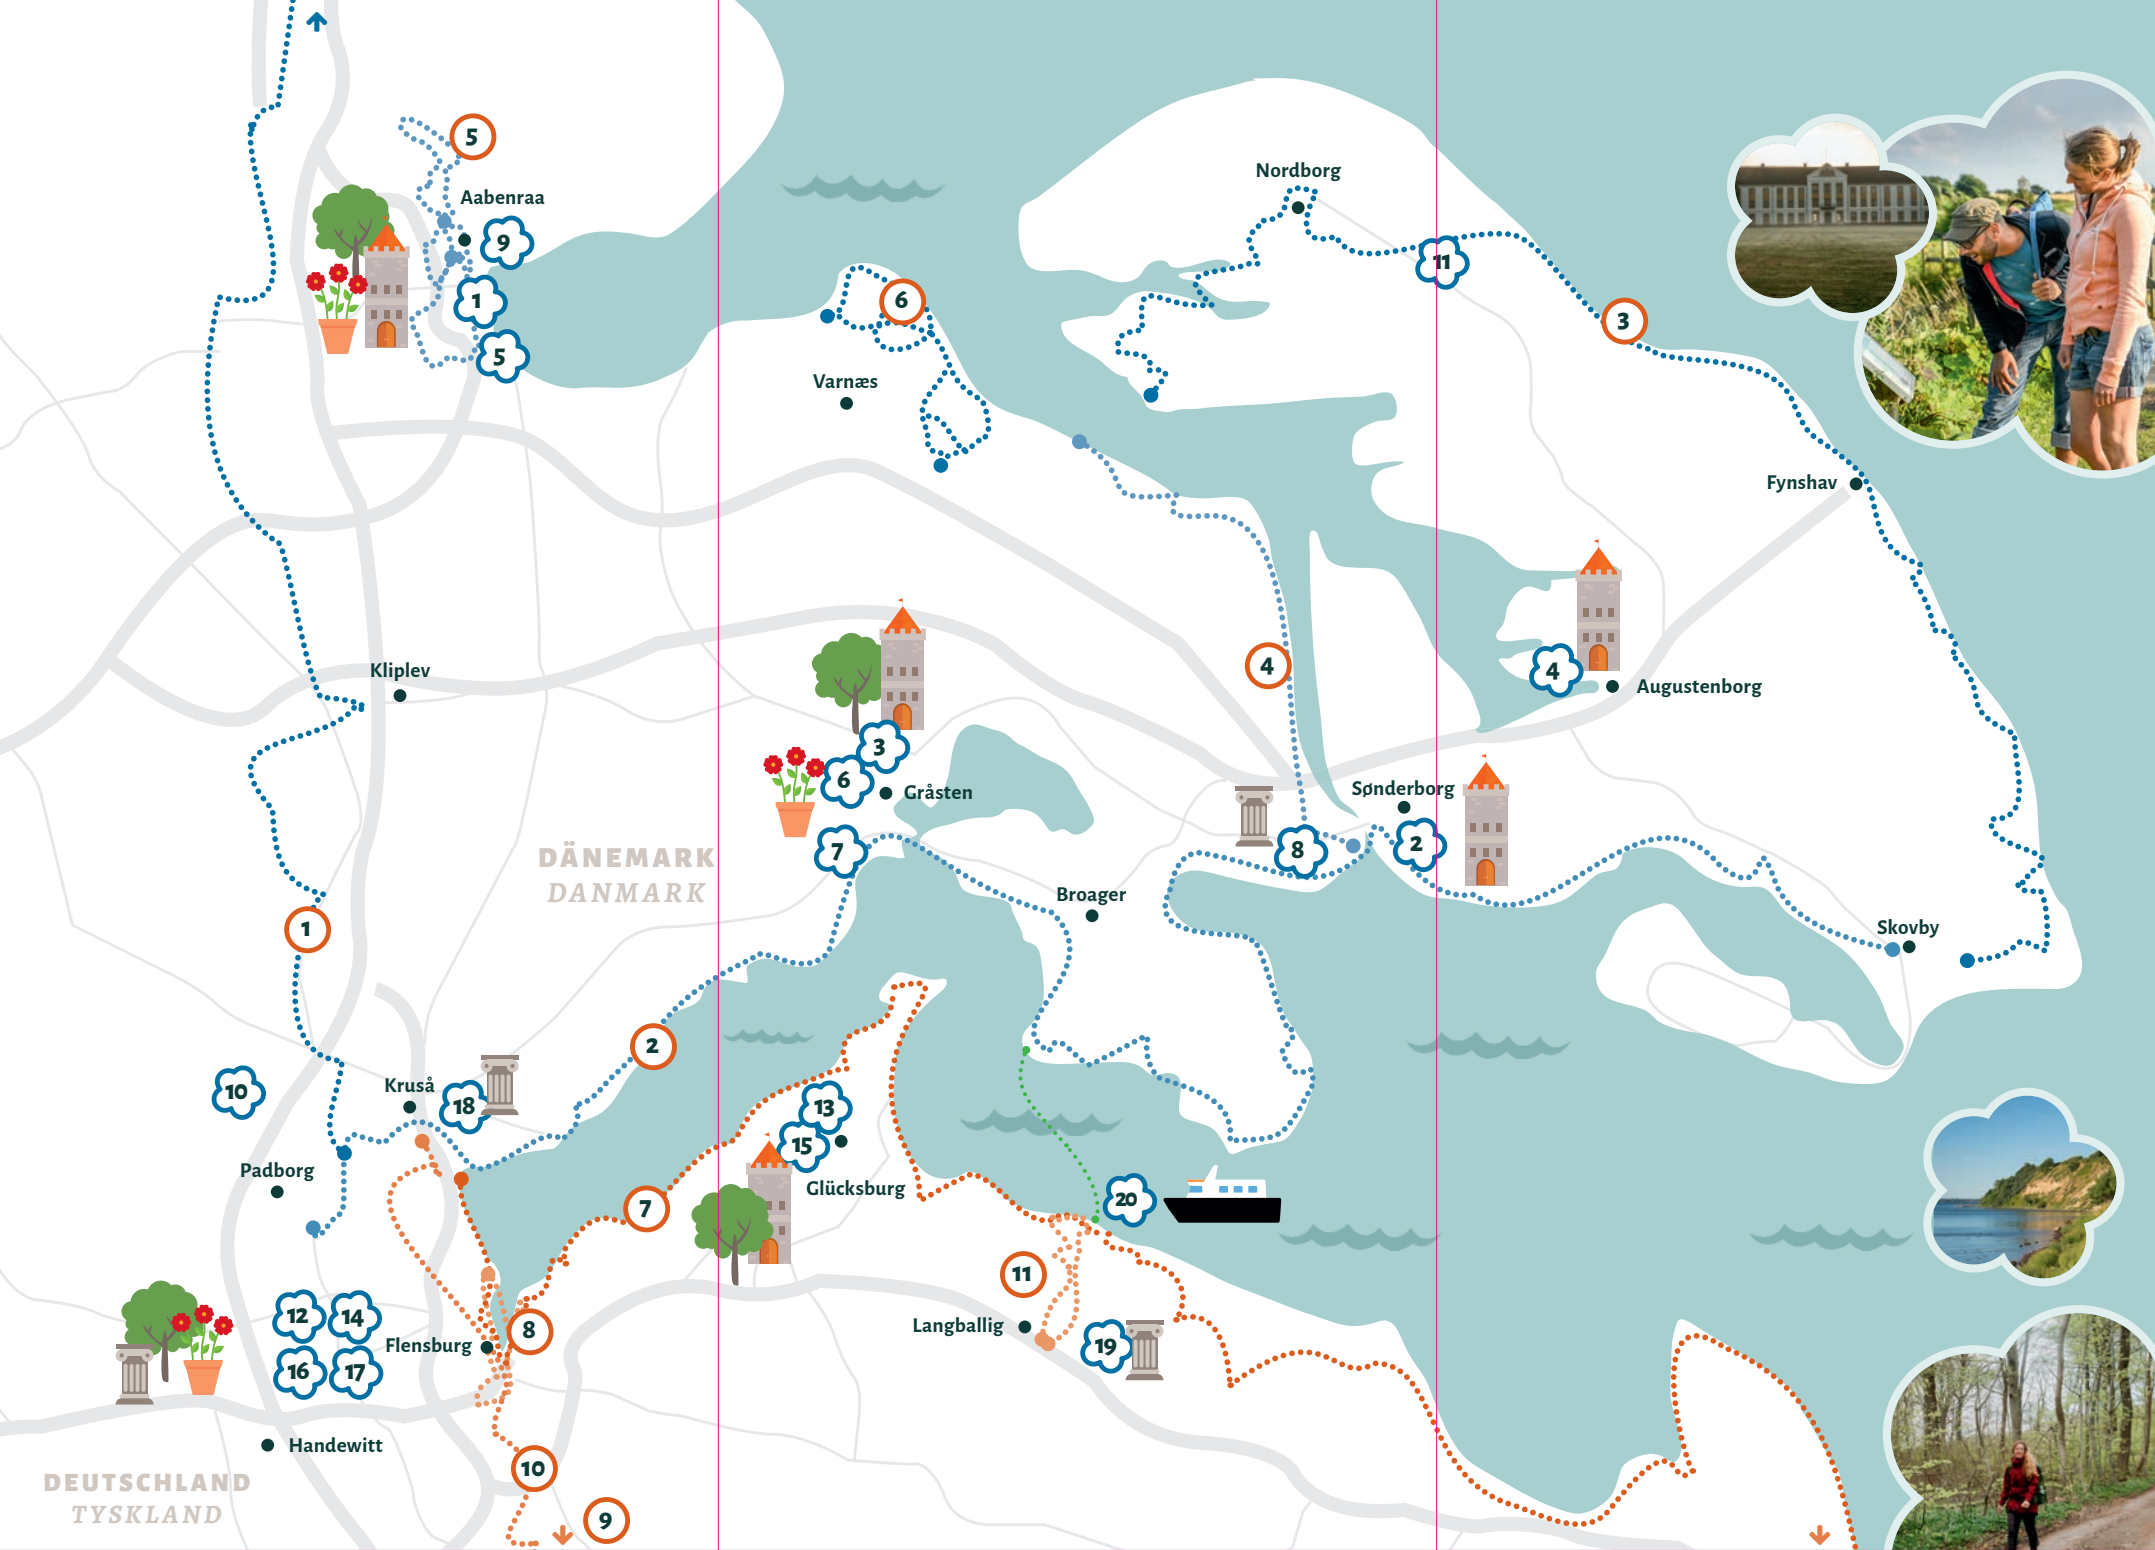 5
Aabenraa
9
1
5
Nordborg
11
6
3
Varnæs
Fynshav
Kliplev
4
4
Augustenborg
3
6
Gråsten
7
Sønderborg
8
2
DÄNEMARK
DANMARK
Broager
1
Skovby
2
10
Kruså
18
13
15
Padborg
Glücksburg
7
20
11
12
14
Flensburg
8
Langballig
19
16
17
Handewitt
10
DEUTSCHLAND
TYSKLAND
9